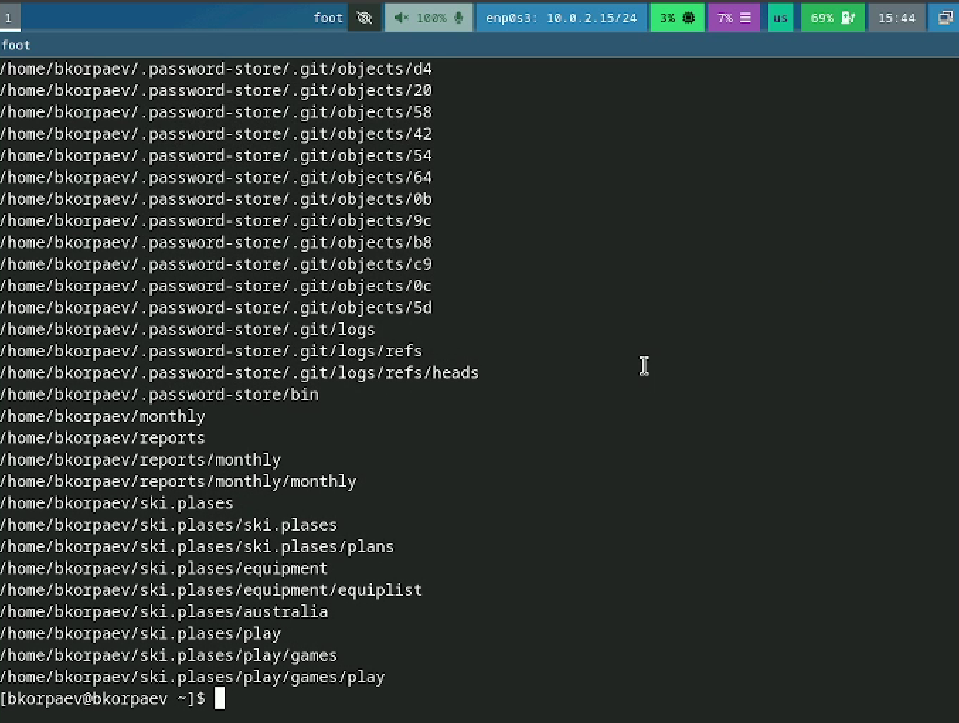 1 foot 100% enp0s3: 10.0.2.15/24 3% 7% us 69% 15:44
foot
/home/bkorpaev/.password-store/.git/objects/d4
/home/bkorpaev/.password-store/.git/objects/20
/home/bkorpaev/.password-store/.git/objects/58
/home/bkorpaev/.password-store/.git/objects/42
/home/bkorpaev/.password-store/.git/objects/54
/home/bkorpaev/.password-store/.git/objects/64
/home/bkorpaev/.password-store/.git/objects/0b
/home/bkorpaev/.password-store/.git/objects/9c
/home/bkorpaev/.password-store/.git/objects/b8
/home/bkorpaev/.password-store/.git/objects/c9
/home/bkorpaev/.password-store/.git/objects/0c
/home/bkorpaev/.password-store/.git/objects/5d
/home/bkorpaev/.password-store/.git/logs
/home/bkorpaev/.password-store/.git/logs/refs
/home/bkorpaev/.password-store/.git/logs/refs/heads
/home/bkorpaev/.password-store/bin
/home/bkorpaev/monthly
/home/bkorpaev/reports
/home/bkorpaev/reports/monthly
/home/bkorpaev/reports/monthly/monthly
/home/bkorpaev/ski.plases
/home/bkorpaev/ski.plases/ski.plases
/home/bkorpaev/ski.plases/ski.plases/plans
/home/bkorpaev/ski.plases/equipment
/home/bkorpaev/ski.plases/equipment/equiplist
/home/bkorpaev/ski.plases/australia
/home/bkorpaev/ski.plases/play
/home/bkorpaev/ski.plases/play/games
/home/bkorpaev/ski.plases/play/games/play
[bkorpaev@bkorpaev ~]$